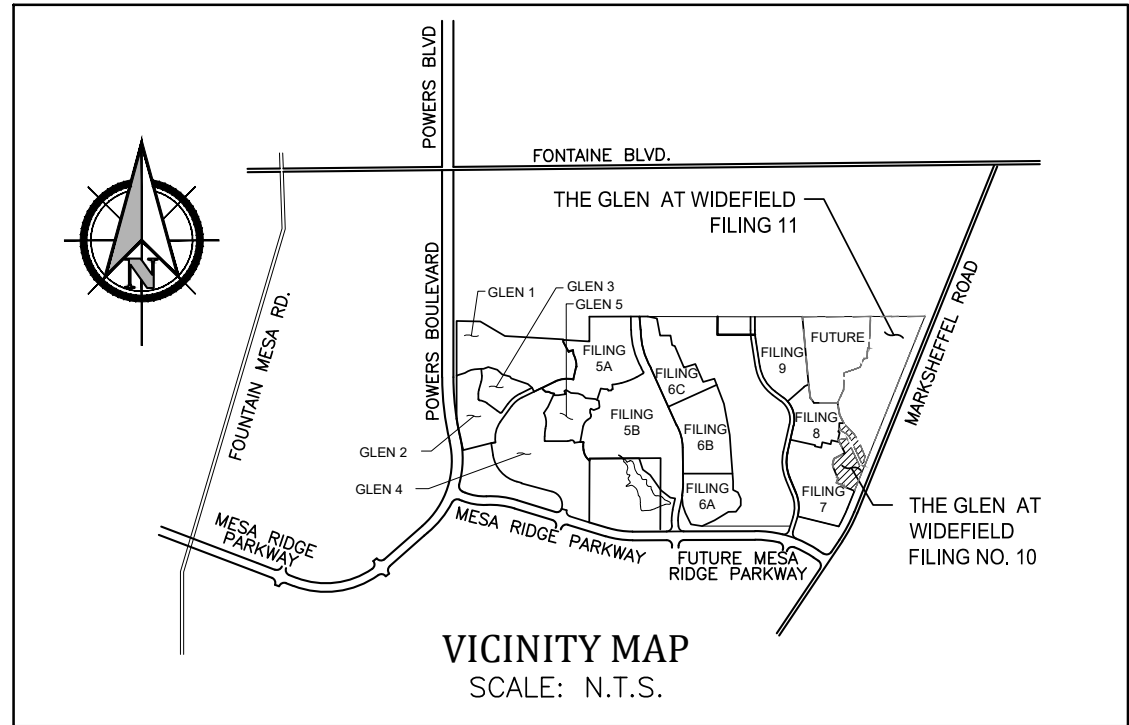 POWERS BLVD
FONTAINE BLVD.
THE GLEN AT WIDEFIELD
FILING 11
N
FOUNTAIN MESA RD.
POWERS BOULEVARD
MARKSHEFFEL ROAD
GLEN 1
GLEN 3
GLEN 5
FILING
5A
FILING
6C
FILING
9
FUTURE
GLEN 2
FILING
5B
FILING
6B
FILING
8
GLEN 4
FILING
6A
FILING
7
THE GLEN AT
WIDEFIELD
FILING NO. 10
MESA RIDGE
PARKWAY
MESA RIDGE PARKWAY
FUTURE MESA
RIDGE PARKWAY
VICINITY MAP
SCALE: N.T.S.